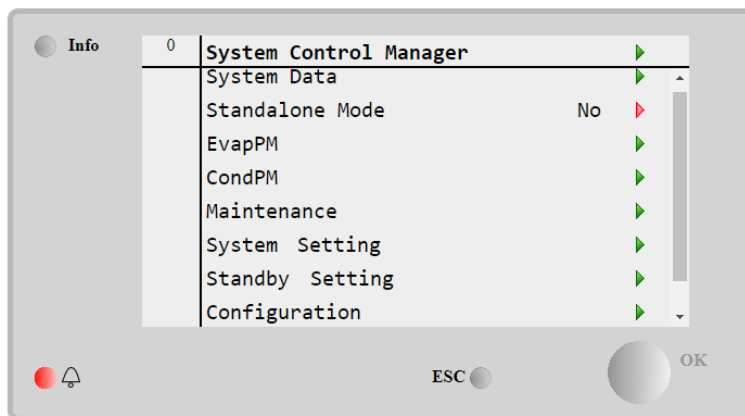 Info
0
System Control Manager
System Data
Standalone Mode No
EvapPM
CondPM
Maintenance
System Setting
Standby Setting
Configuration
ESC
OK